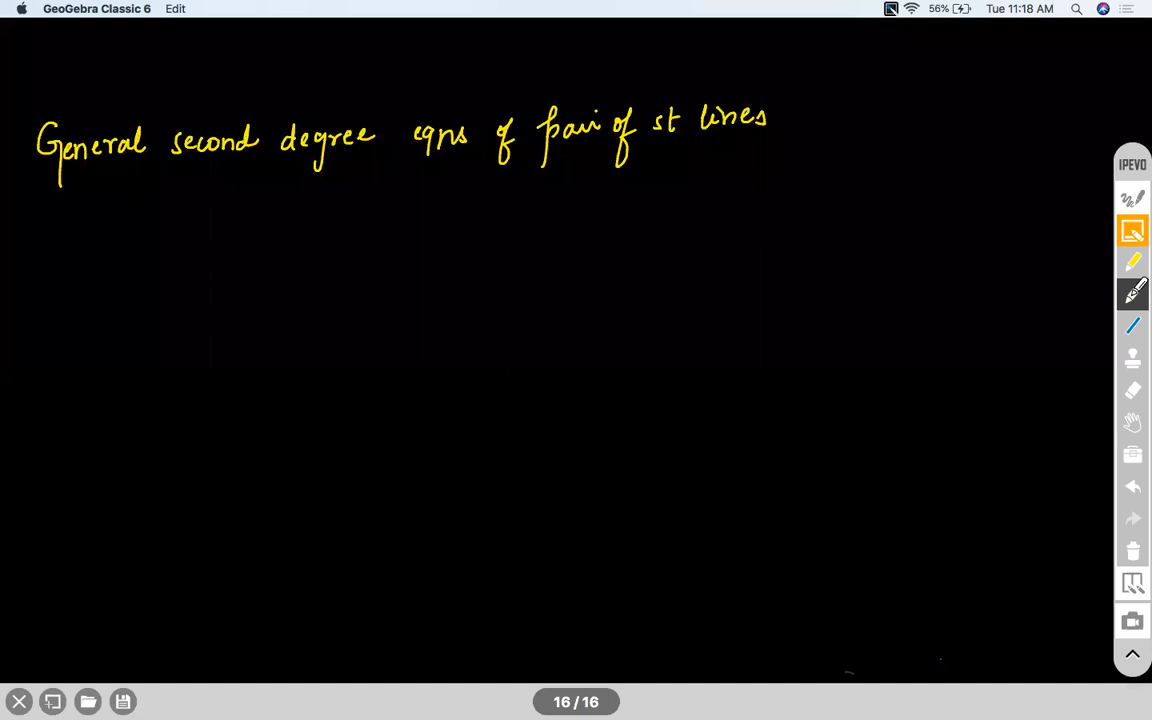 GeoGebra Classic 6 Edit 56% Tue 11:18 AM
General second degree eqns of pair of st lines
IPEVO
16 / 16